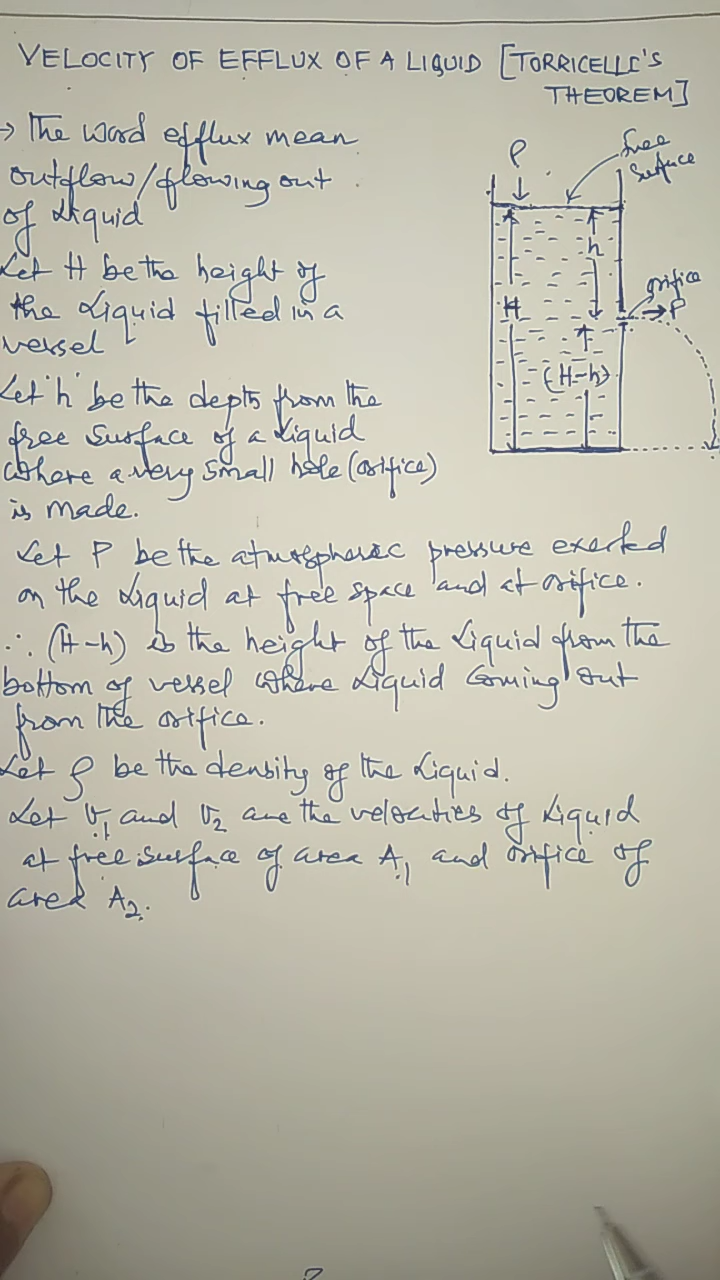 VELOCITY OF EFFLUX OF A LIQUID [TORRICELLI'S
THEOREM]
→ The word efflux mean
outflow/flowing out
of Liquid
Let H be the height of
the Liquid filled in a
vessel
Let 'h' be the depth from the
free surface of a Liquid
where a very small hole (orifice)
is made.
Let P be the atmospheric pressure exerted
on the Liquid at free space and at orifice.
∴ (H-h) is the height of the Liquid from the
bottom of vessel where Liquid Coming out
from the orifice.
Let ρ be the density of the Liquid.
Let V₁ and V₂ are the velocities of Liquid
at free surface of area A₁ and orifice of
area A₂.
P
free
surface
h
orifice
H
P
(H-h)